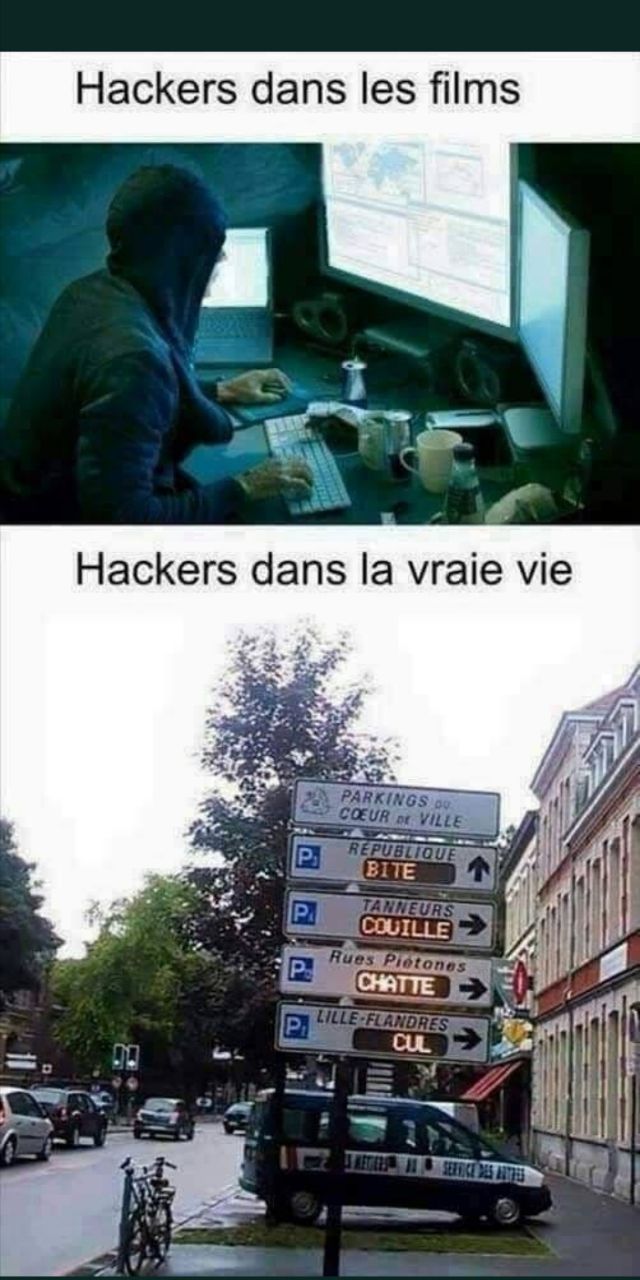 Hackers dans les films
Hackers dans la vraie vie
PARKINGS DU
CŒUR DE VILLE
P
RÉPUBLIQUE
BITE
P
TANNEURS
COUILLE
P
Rues Piétones
CHATTE
P
LILLE-FLANDRES
CUL
SERVICE DES AUTRES